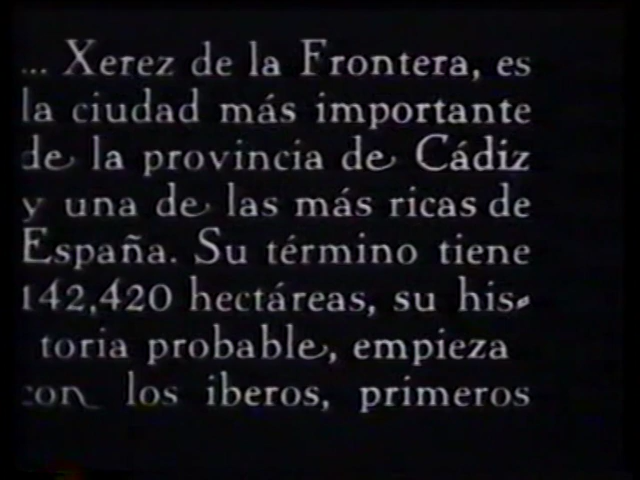 ... Xerez de la Frontera, es
la ciudad más importante
de la provincia de Cádiz
y una de las más ricas de
España. Su término tiene
142,420 hectáreas, su his-
toria probable, empieza
con los iberos, primeros